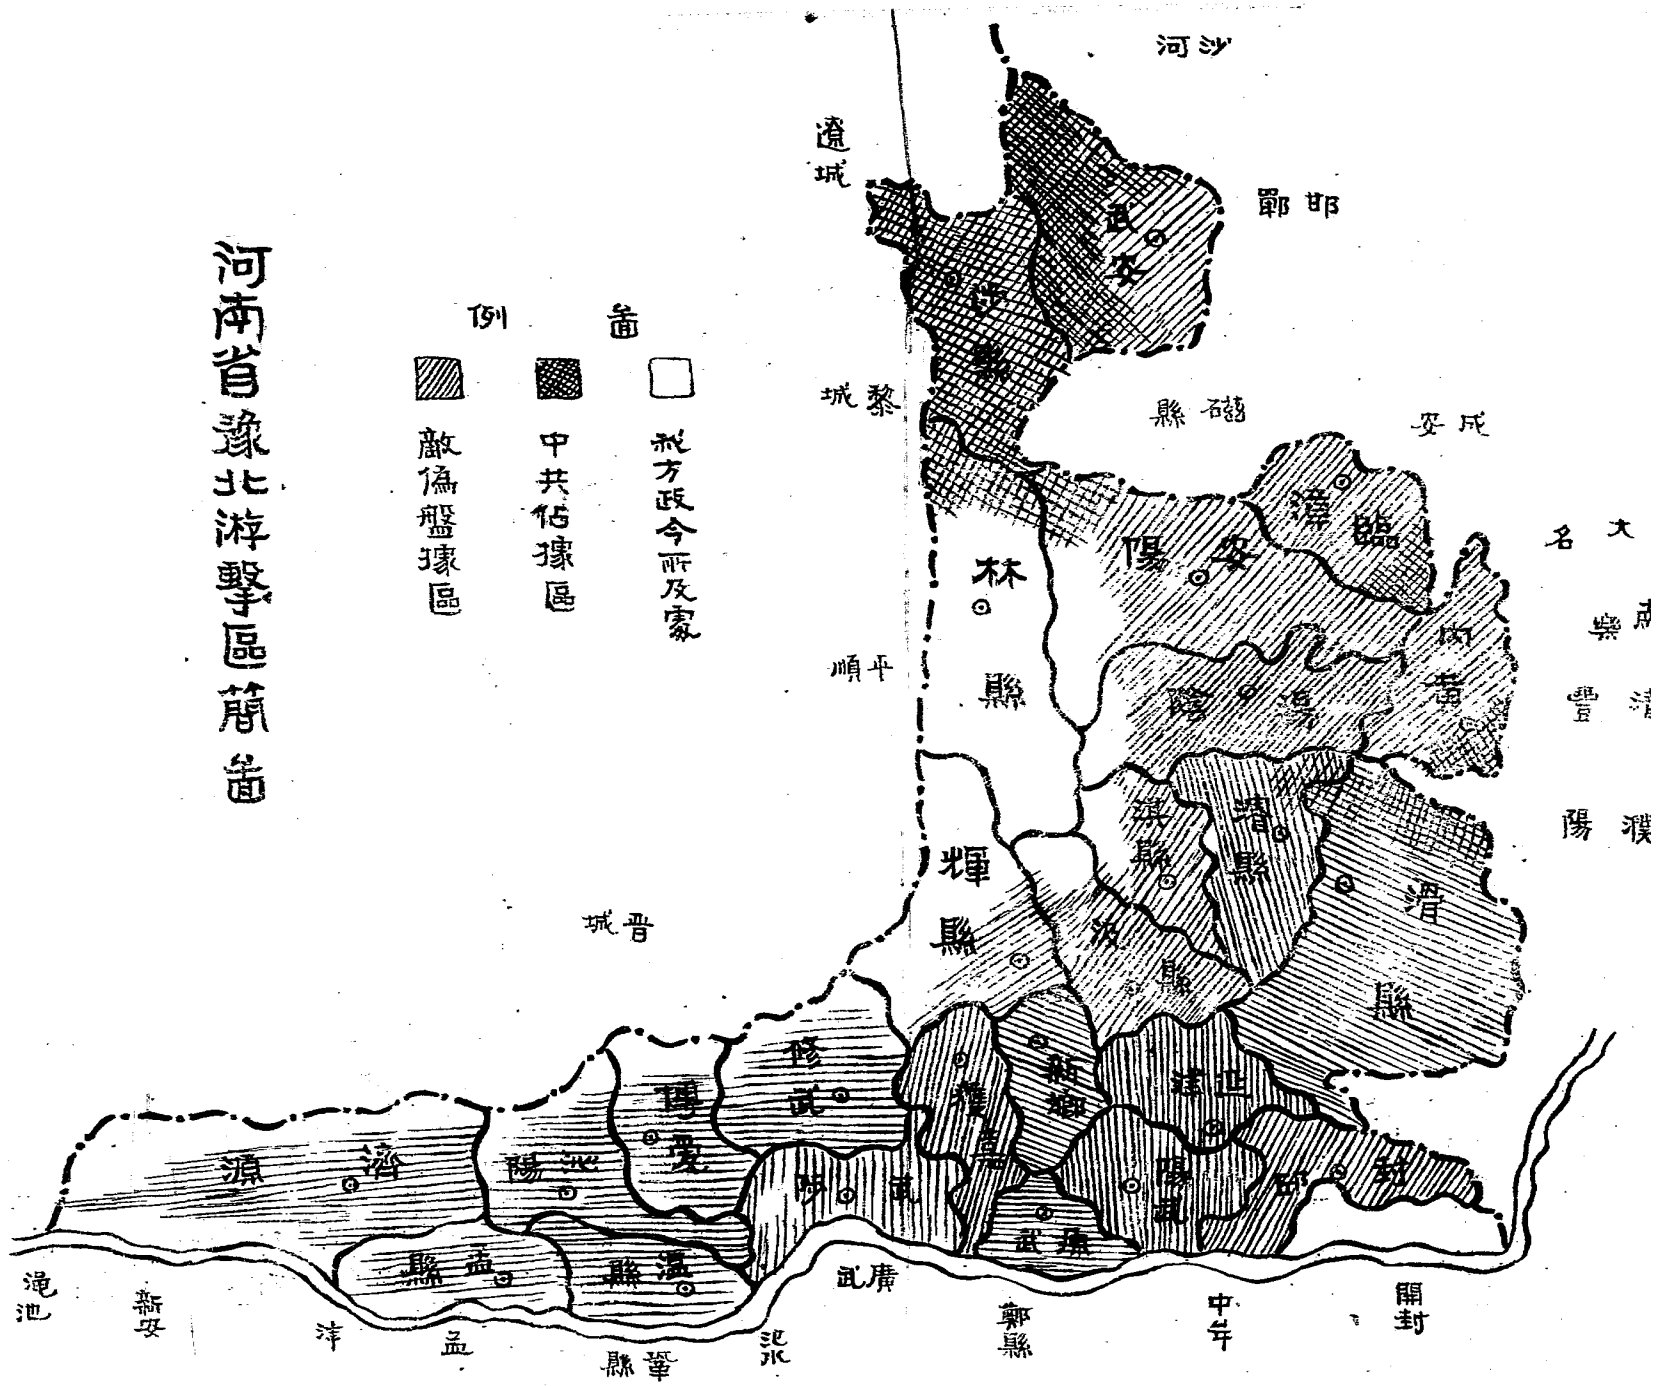 河南省豫北游擊區簡啚
啚例
我方政令所及處
中共佔據區
敵偽盤據區
沙河
遼城
邯鄲
武安
涉縣
黎城
磁縣
成安
臨漳
安陽
大名
林縣
內黃
南樂
平順
湯陰
清豐
淇縣
濬縣
濮陽
輝縣
滑縣
汲縣
晋城
修武
獲嘉
新鄉
延津
博愛
濟源
沁陽
武陟
陽武
封邱
原武
孟縣
溫縣
澠池
新安
孟津
鞏縣
汜水
廣武
鄭縣
中牟
開封